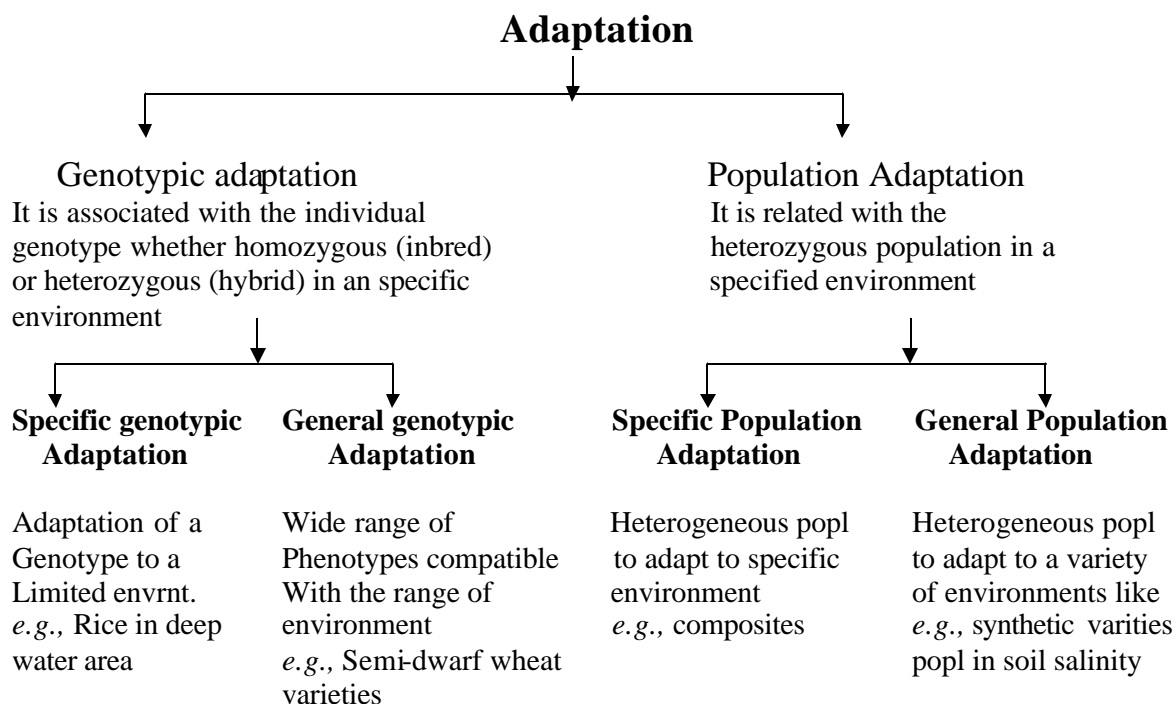 Adaptation
Genotypic adaptation
It is associated with the individual
genotype whether homozygous (inbred)
or heterozygous (hybrid) in an specific
environment
Population Adaptation
It is related with the
heterozygous population in a
specified environment
Specific genotypic
Adaptation
General genotypic
Adaptation
Specific Population
Adaptation
General Population
Adaptation
Adaptation of a
Genotype to a
Limited envrnt.
e.g., Rice in deep
water area
Wide range of
Phenotypes compatible
With the range of
environment
e.g., Semi-dwarf wheat
varieties
Heterogeneous popl
to adapt to specific
environment
e.g., composites
Heterogeneous popl
to adapt to a variety
of environments like
e.g., synthetic varities
popl in soil salinity